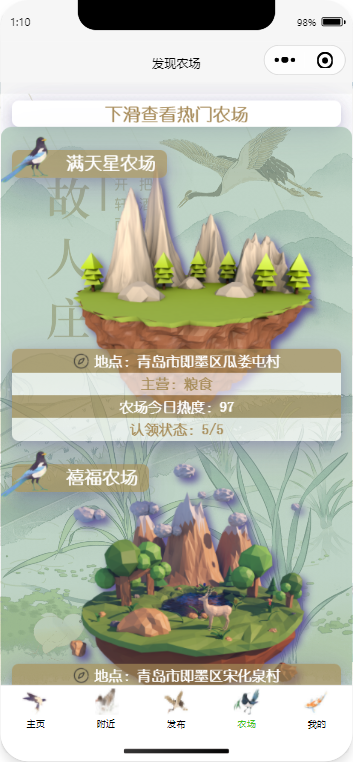 1:10
98%
发现农场
下滑查看热门农场
满天星农场
故人庄
地点：青岛市即墨区瓜娄屯村
主营：粮食
农场今日热度：97
认领状态：5/5
禧福农场
地点：青岛市即墨区宋化泉村
主页
附近
发布
农场
我的